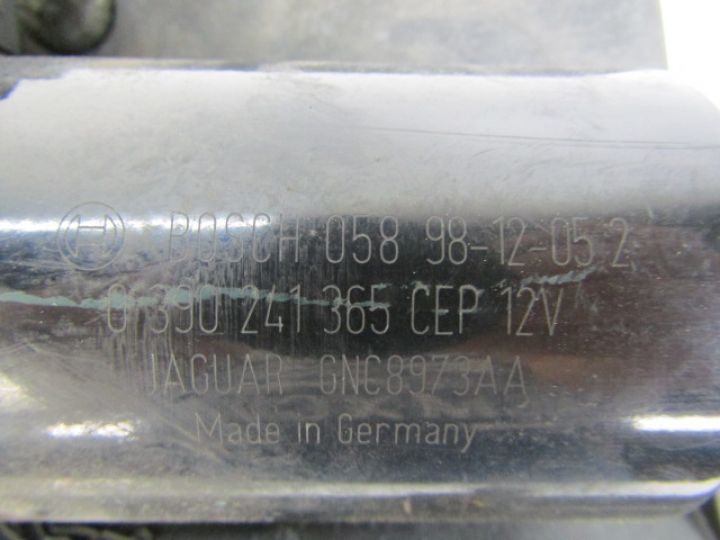 BOSCH 058 98-12-05 2
0 390 241 365 CEP 12V
JAGUAR GNC8973AA
Made in Germany